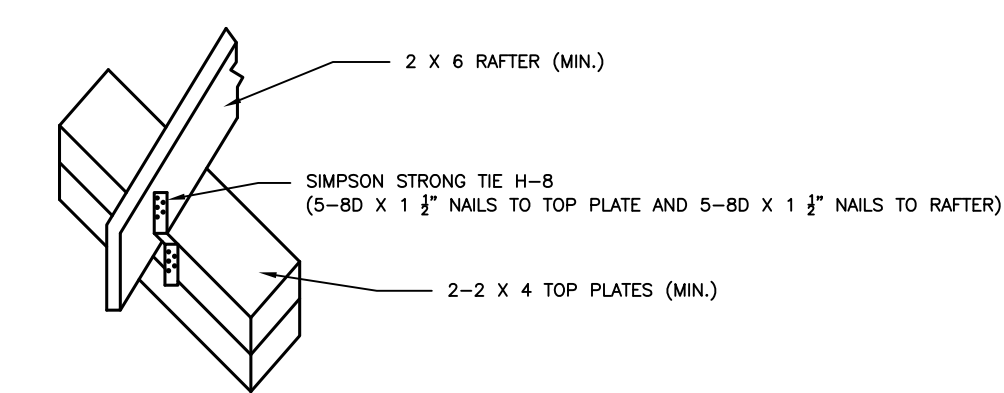 2 X 6 RAFTER (MIN.)
SIMPSON STRONG TIE H-8
(5-8D X 1 ½" NAILS TO TOP PLATE AND 5-8D X 1 ½" NAILS TO RAFTER)
2-2 X 4 TOP PLATES (MIN.)